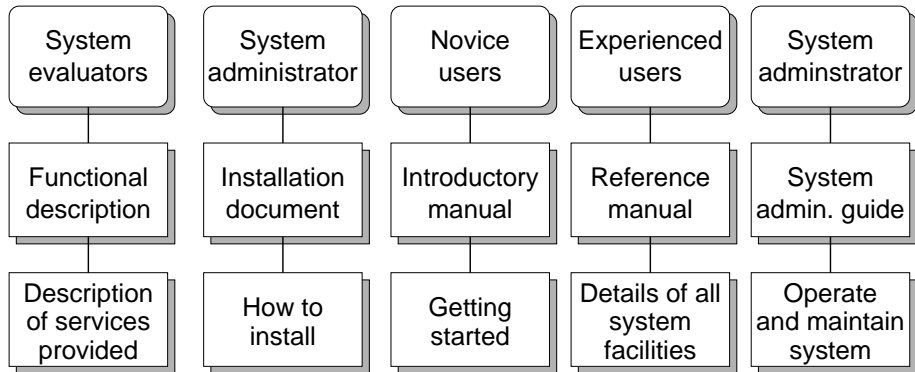 System
evaluators
System
administrator
Novice
users
Experienced
users
System
adminstrator
Functional
description
Installation
document
Introductory
manual
Reference
manual
System
admin. guide
Description
of services
provided
How to
install
Getting
started
Details of all
system
facilities
Operate
and maintain
system